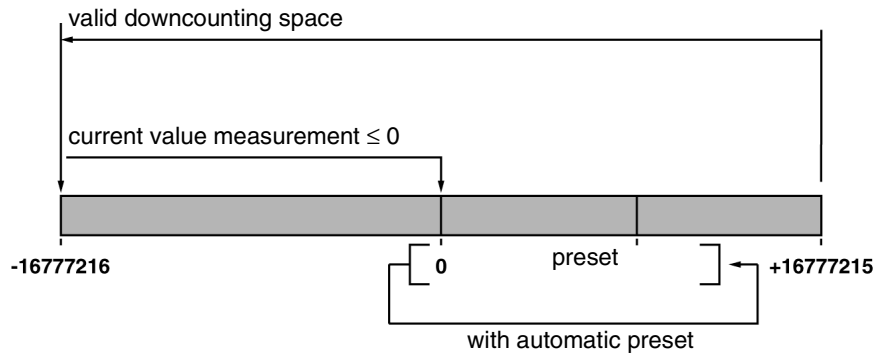 valid downcounting space
current value measurement ≤ 0
-16777216
0
preset
+16777215
with automatic preset